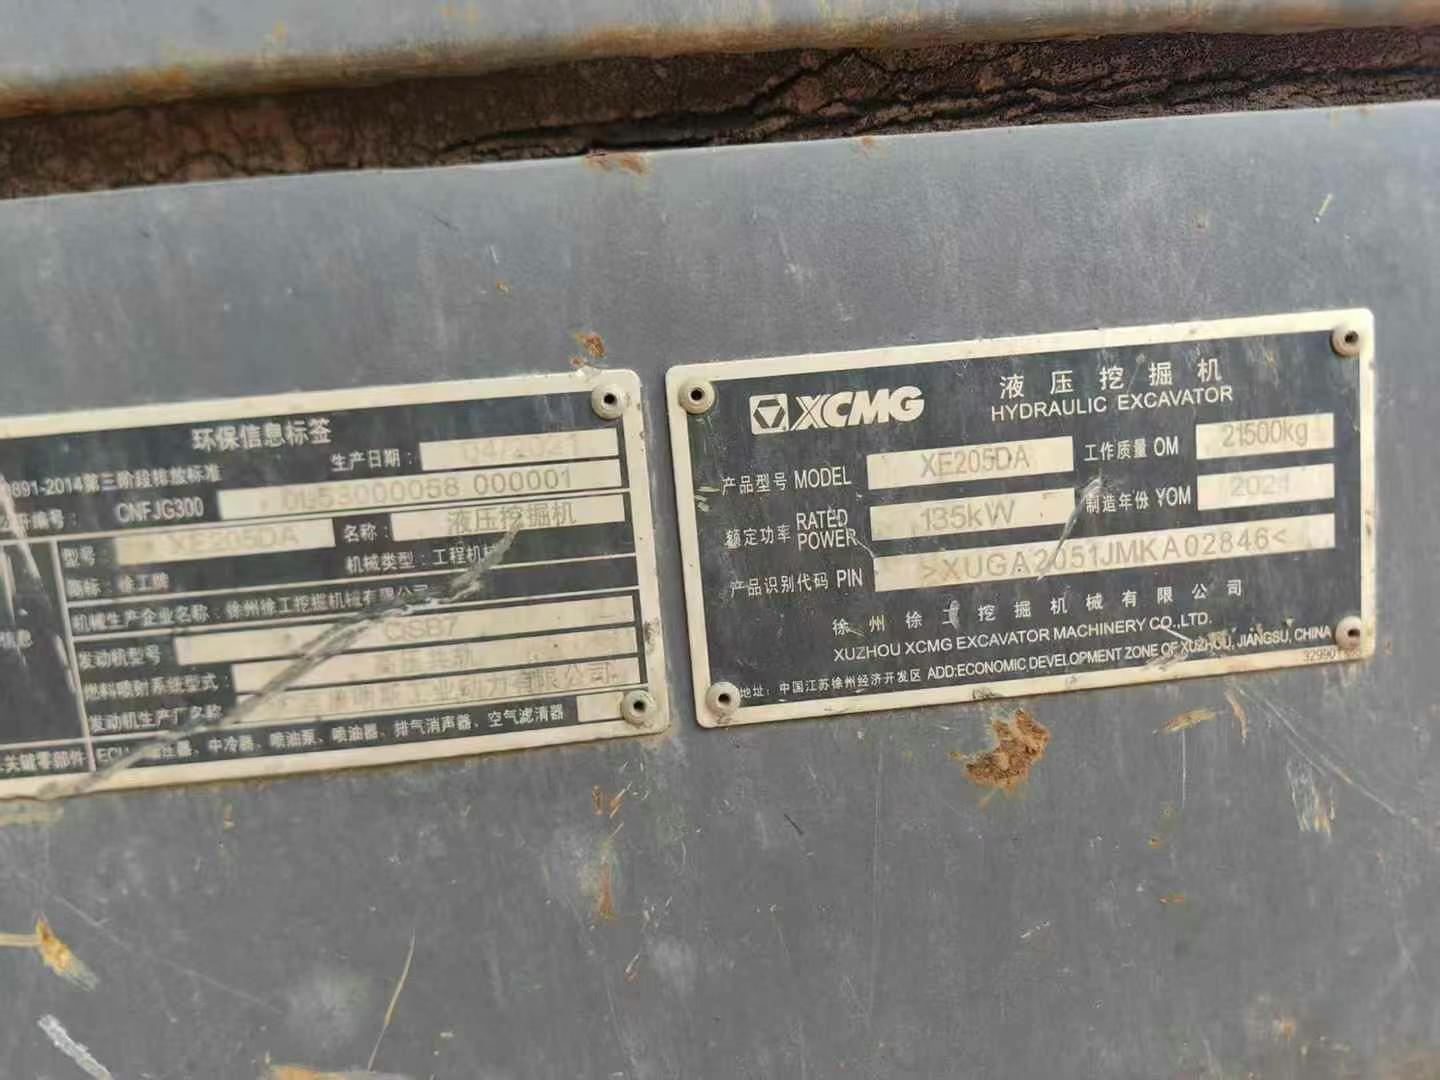 环保信息标签
生产日期： 04/2021
891-2014第三阶段排放标准
编号： CNFJG300 000001
型号： XE205DA 名称： 液压挖掘机
商标：徐工牌 机械类型：工程机械
机械生产企业名称：徐州徐工挖掘机械有限公司
发动机型号 QSB7
燃料喷射系统型式： 高压共轨
发动机生产厂名称 工业动力有限公司
关键零部件 ECU、 中冷器、喷油泵、喷油器、排气消声器、空气滤清器
XCMG
液压挖掘机
HYDRAULIC EXCAVATOR
产品型号 MODEL XE205DA 工作质量 OM 21500kg
额定功率 RATED POWER 135kW 制造年份 YOM 2021
产品识别代码 PIN >XUGA2051JMKA02846<
徐州徐工挖掘机械有限公司
XUZHOU XCMG EXCAVATOR MACHINERY CO.,LTD.
地址：中国江苏徐州经济开发区 ADD:ECONOMIC DEVELOPMENT ZONE OF XUZHOU, JIANGSU, CHINA